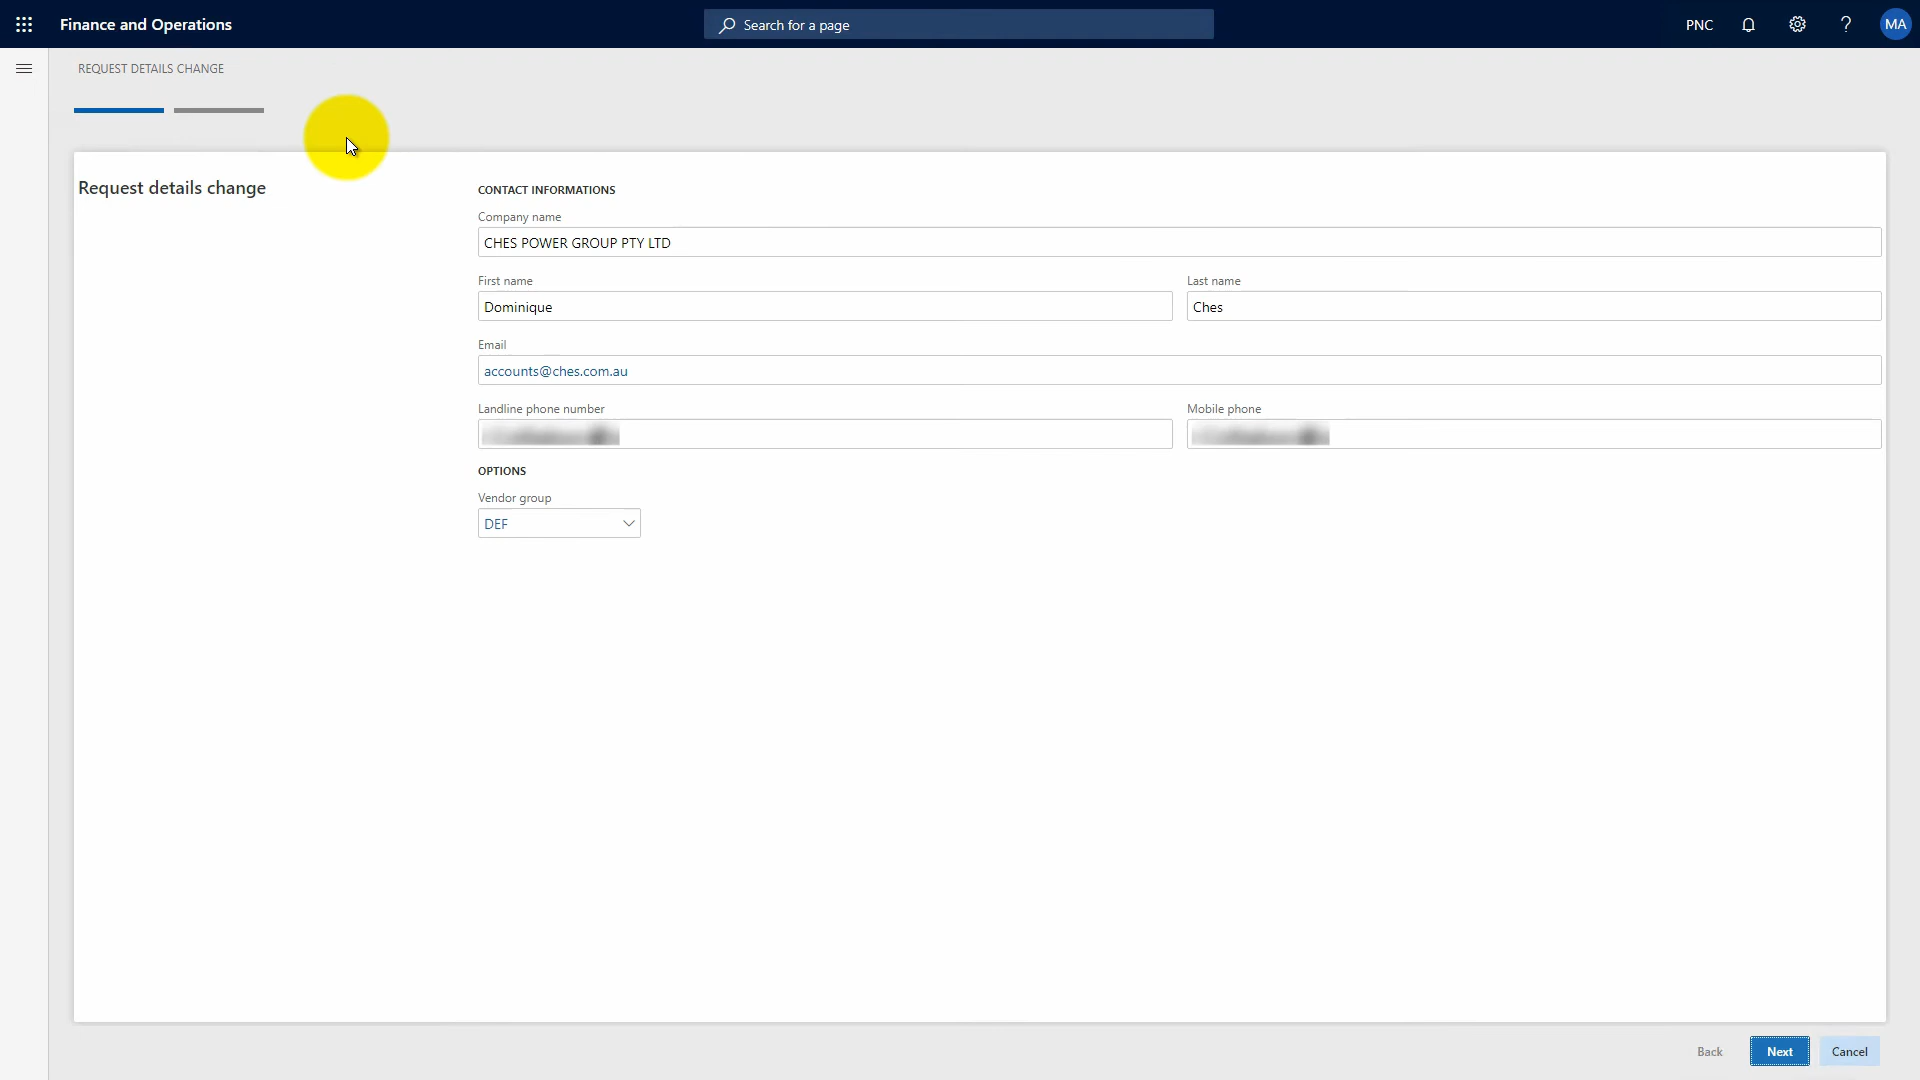 Finance and Operations
Search for a page
PNC
?
MA
REQUEST DETAILS CHANGE
Request details change
CONTACT INFORMATIONS
Company name
CHES POWER GROUP PTY LTD
First name
Last name
Dominique
Ches
Email
accounts@ches.com.au
Landline phone number
Mobile phone
OPTIONS
Vendor group
DEF
Back
Next
Cancel